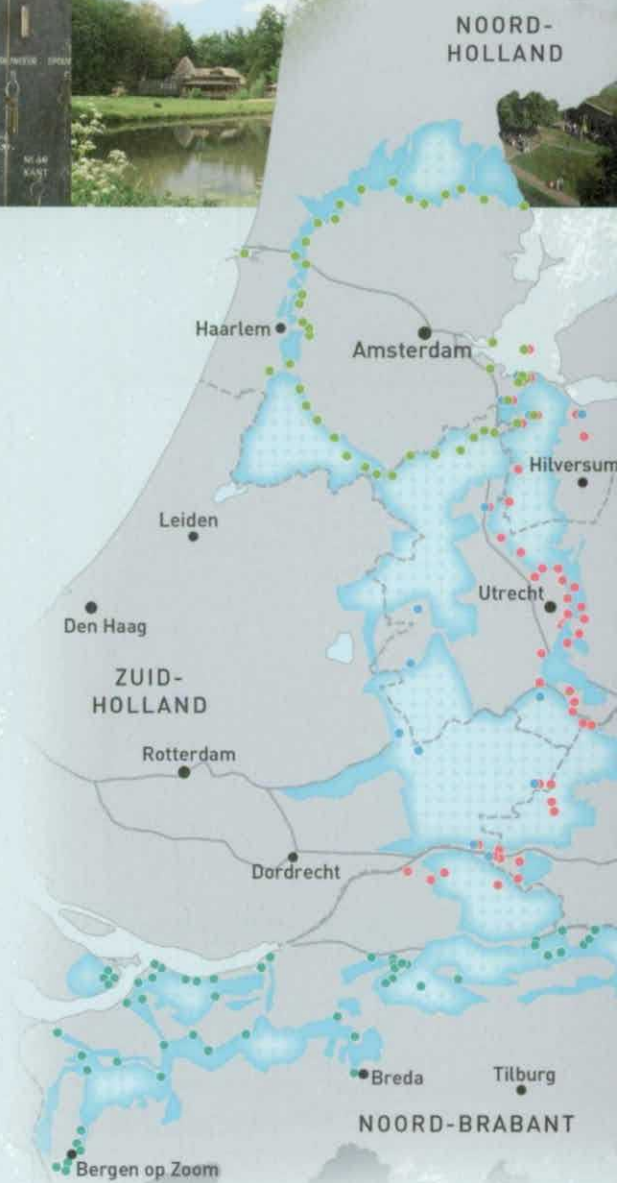 NOORD-
HOLLAND
Haarlem
Amsterdam
Hilversum
Leiden
Utrecht
Den Haag
ZUID-
HOLLAND
Rotterdam
Dordrecht
Breda
Tilburg
NOORD-BRABANT
Bergen op Zoom